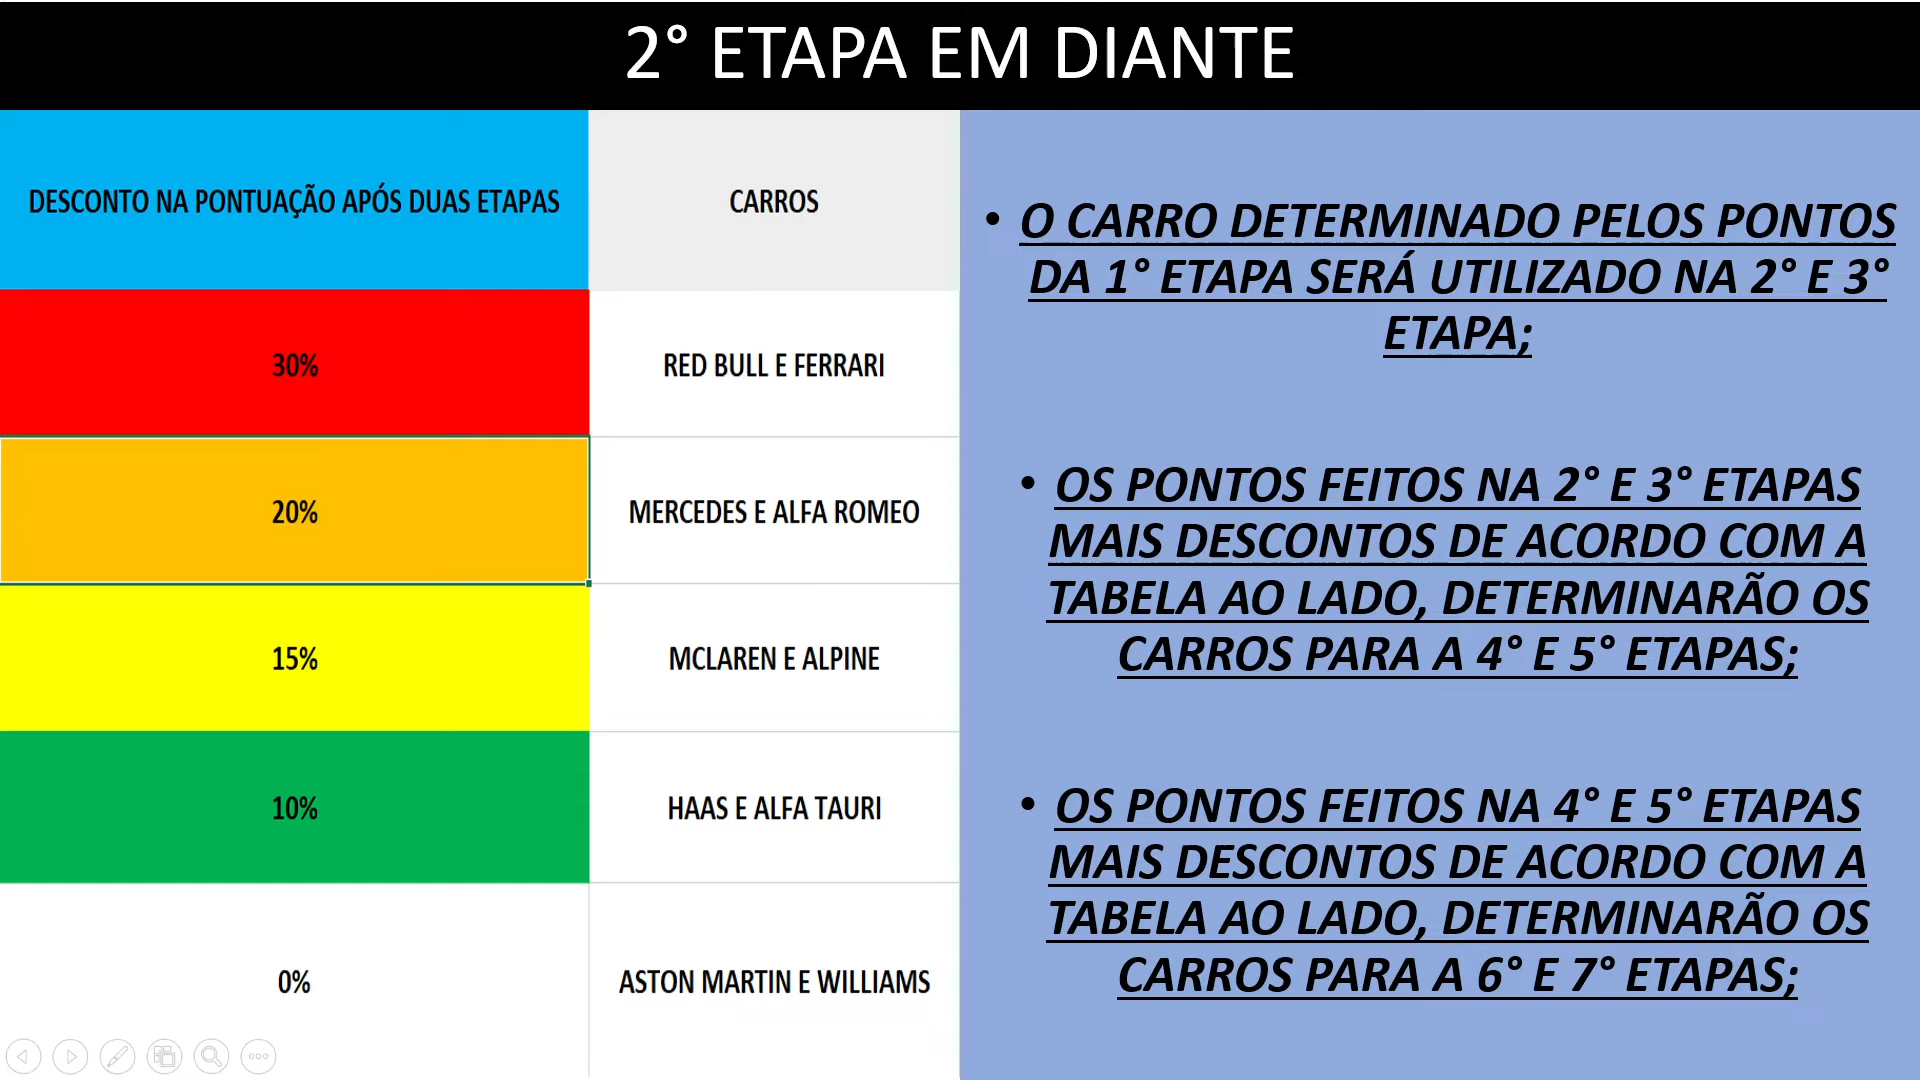 2° ETAPA EM DIANTE
DESCONTO NA PONTUAÇÃO APÓS DUAS ETAPAS
CARROS
30%
RED BULL E FERRARI
20%
MERCEDES E ALFA ROMEO
15%
MCLAREN E ALPINE
10%
HAAS E ALFA TAURI
0%
ASTON MARTIN E WILLIAMS
• O CARRO DETERMINADO PELOS PONTOS
DA 1° ETAPA SERÁ UTILIZADO NA 2° E 3°
ETAPA;
• OS PONTOS FEITOS NA 2° E 3° ETAPAS
MAIS DESCONTOS DE ACORDO COM A
TABELA AO LADO, DETERMINARÃO OS
CARROS PARA A 4° E 5° ETAPAS;
• OS PONTOS FEITOS NA 4° E 5° ETAPAS
MAIS DESCONTOS DE ACORDO COM A
TABELA AO LADO, DETERMINARÃO OS
CARROS PARA A 6° E 7° ETAPAS;